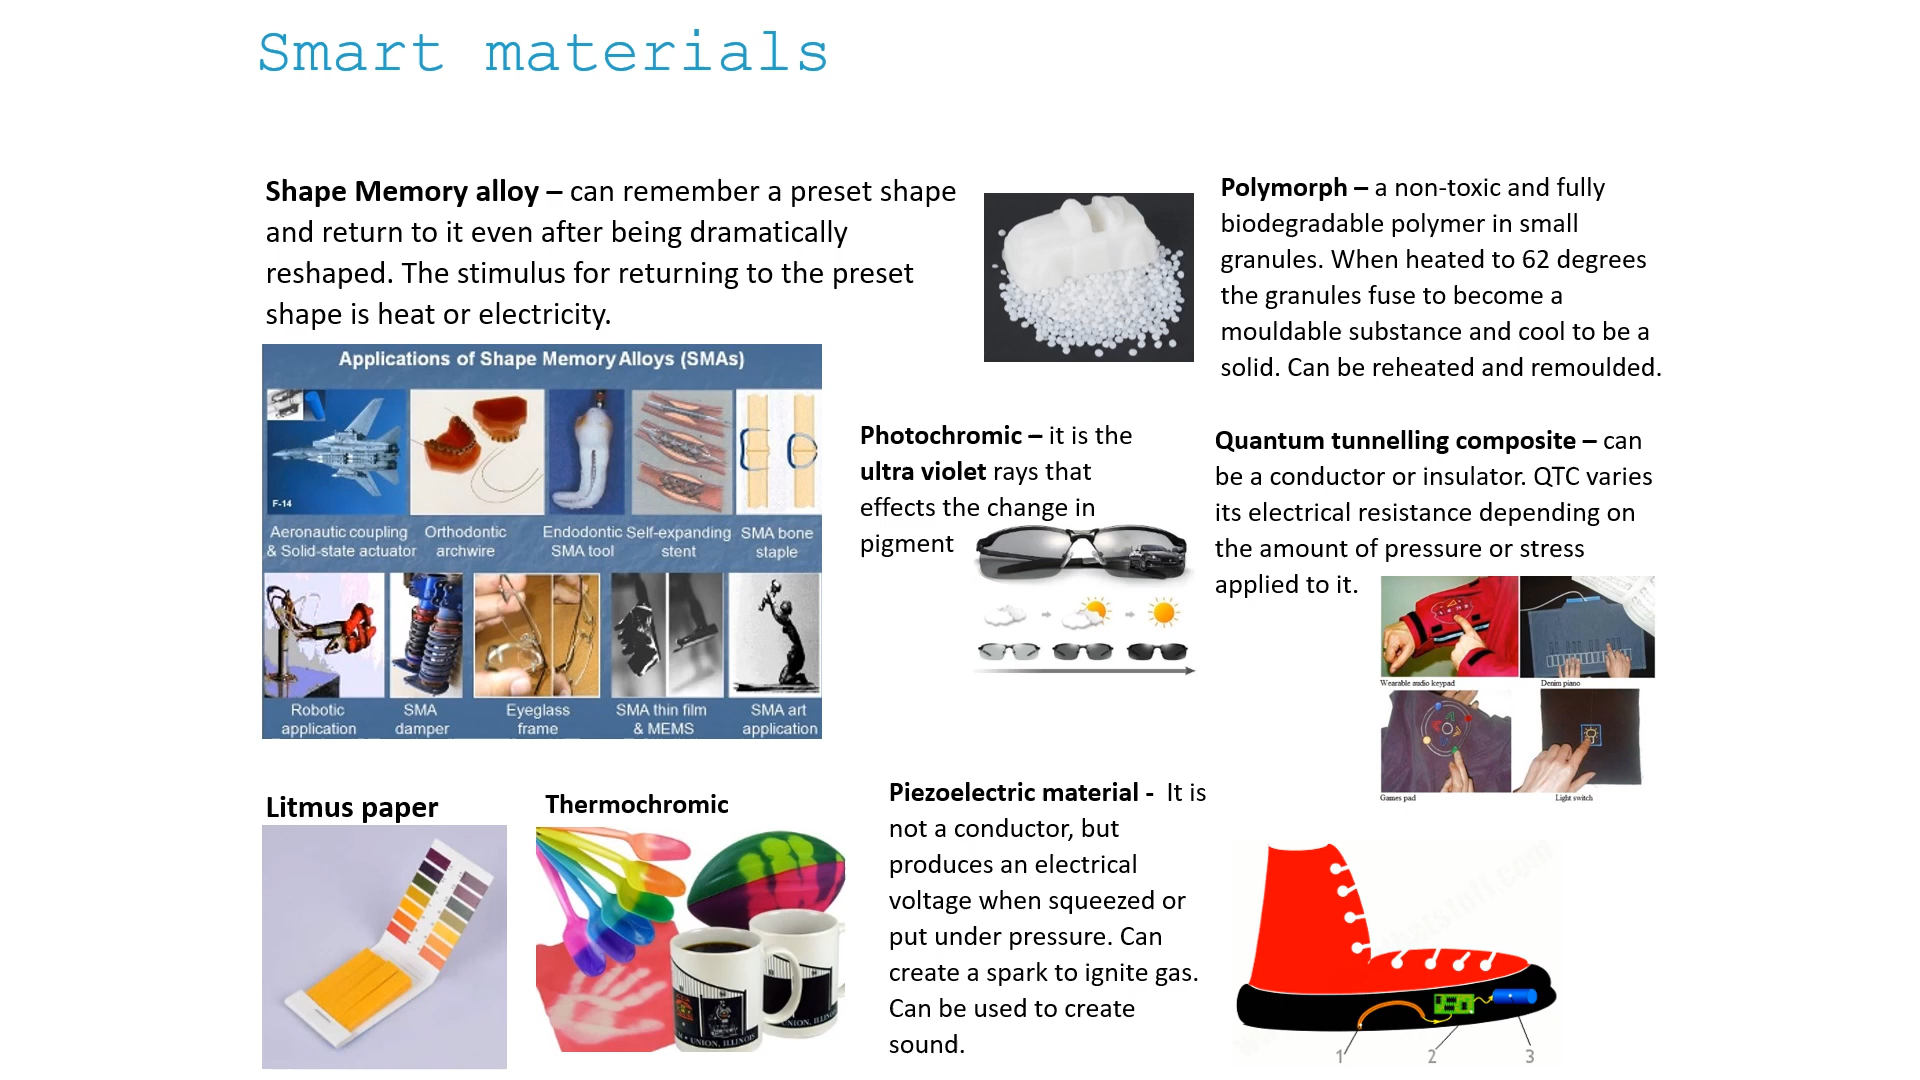 Smart materials
Shape Memory alloy – can remember a preset shape
and return to it even after being dramatically
reshaped. The stimulus for returning to the preset
shape is heat or electricity.
Applications of Shape Memory Alloys (SMAs)
F-14
Aeronautic coupling
& Solid-state actuator
Orthodontic
archwire
Endodontic
SMA tool
Self-expanding
stent
SMA bone
staple
Robotic
application
SMA
damper
Eyeglass
frame
SMA thin film
& MEMS
SMA art
application
Polymorph – a non-toxic and fully
biodegradable polymer in small
granules. When heated to 62 degrees
the granules fuse to become a
mouldable substance and cool to be a
solid. Can be reheated and remoulded.
Photochromic – it is the
ultra violet rays that
effects the change in
pigment
Quantum tunnelling composite – can
be a conductor or insulator. QTC varies
its electrical resistance depending on
the amount of pressure or stress
applied to it.
Wearable audio keypad
Denim piano
Games pad
Light switch
Litmus paper
Thermochromic
UNION, ILLINOIS
UNION, ILLIN
Piezoelectric material - It is
not a conductor, but
produces an electrical
voltage when squeezed or
put under pressure. Can
create a spark to ignite gas.
Can be used to create
sound.
1
2
3